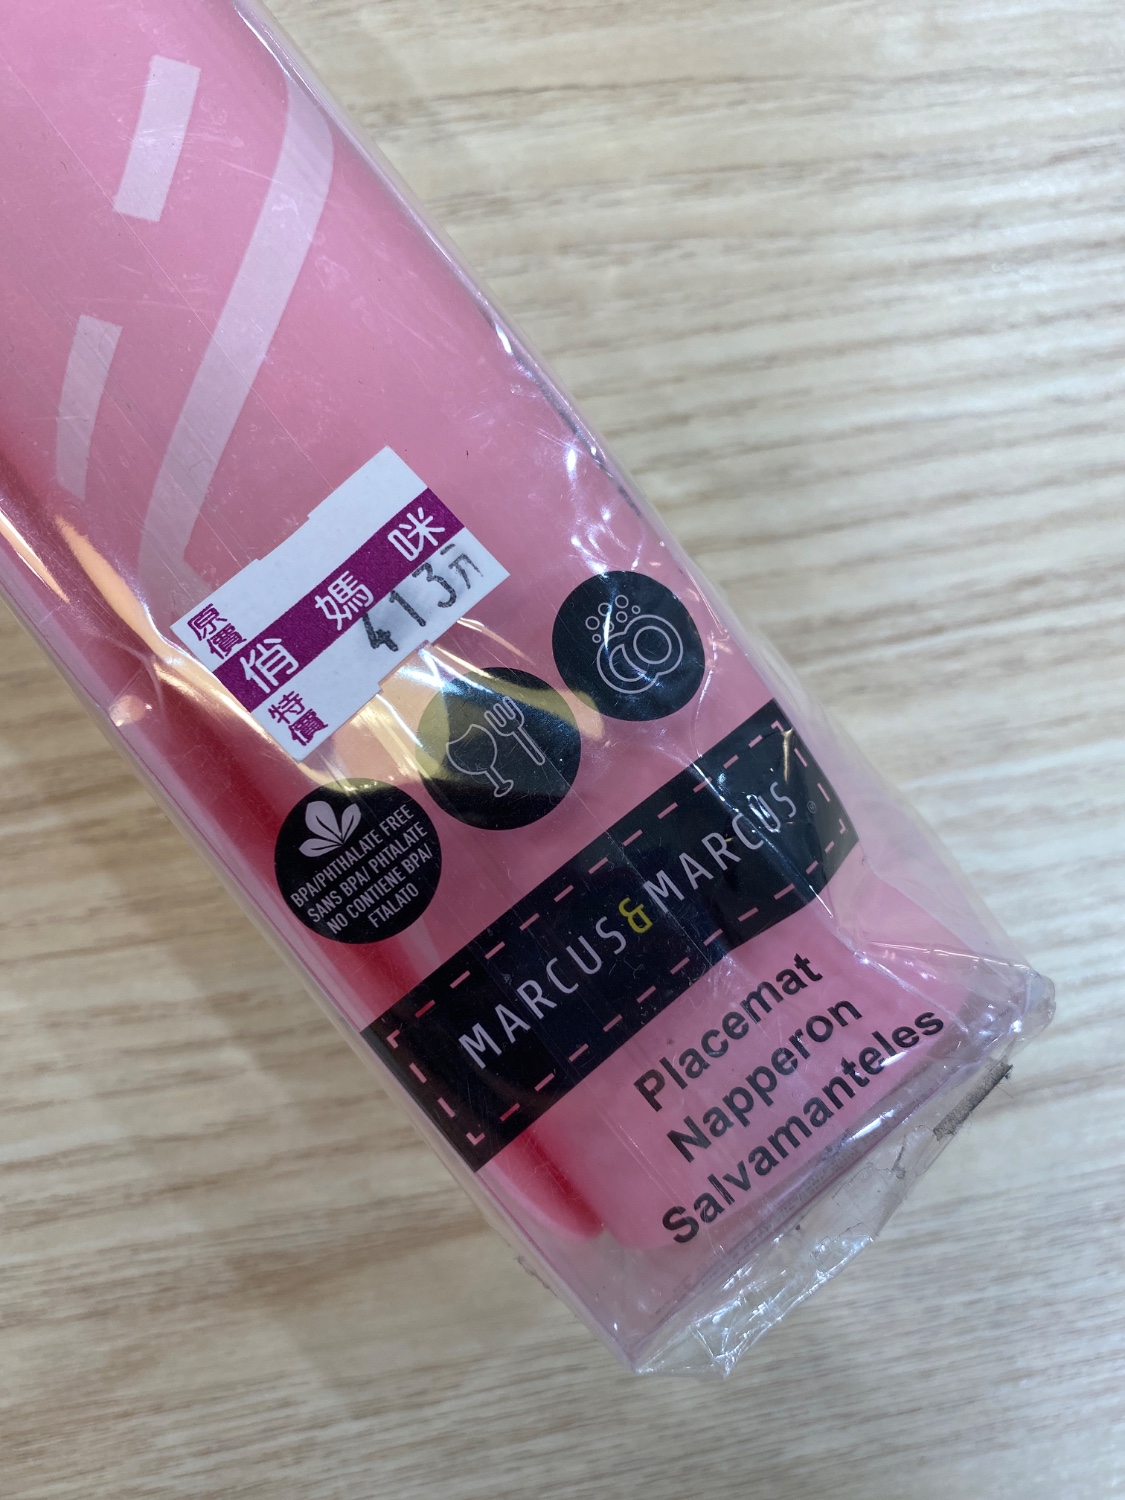 原價
俏媽咪
特價 413元
BPA/PHTHALATE FREE
SANS BPA/ PHTALATE
NO CONTIENE BPA/
FTALATO
MARCUS&MARCUS®
Placemat
Napperon
Salvamanteles